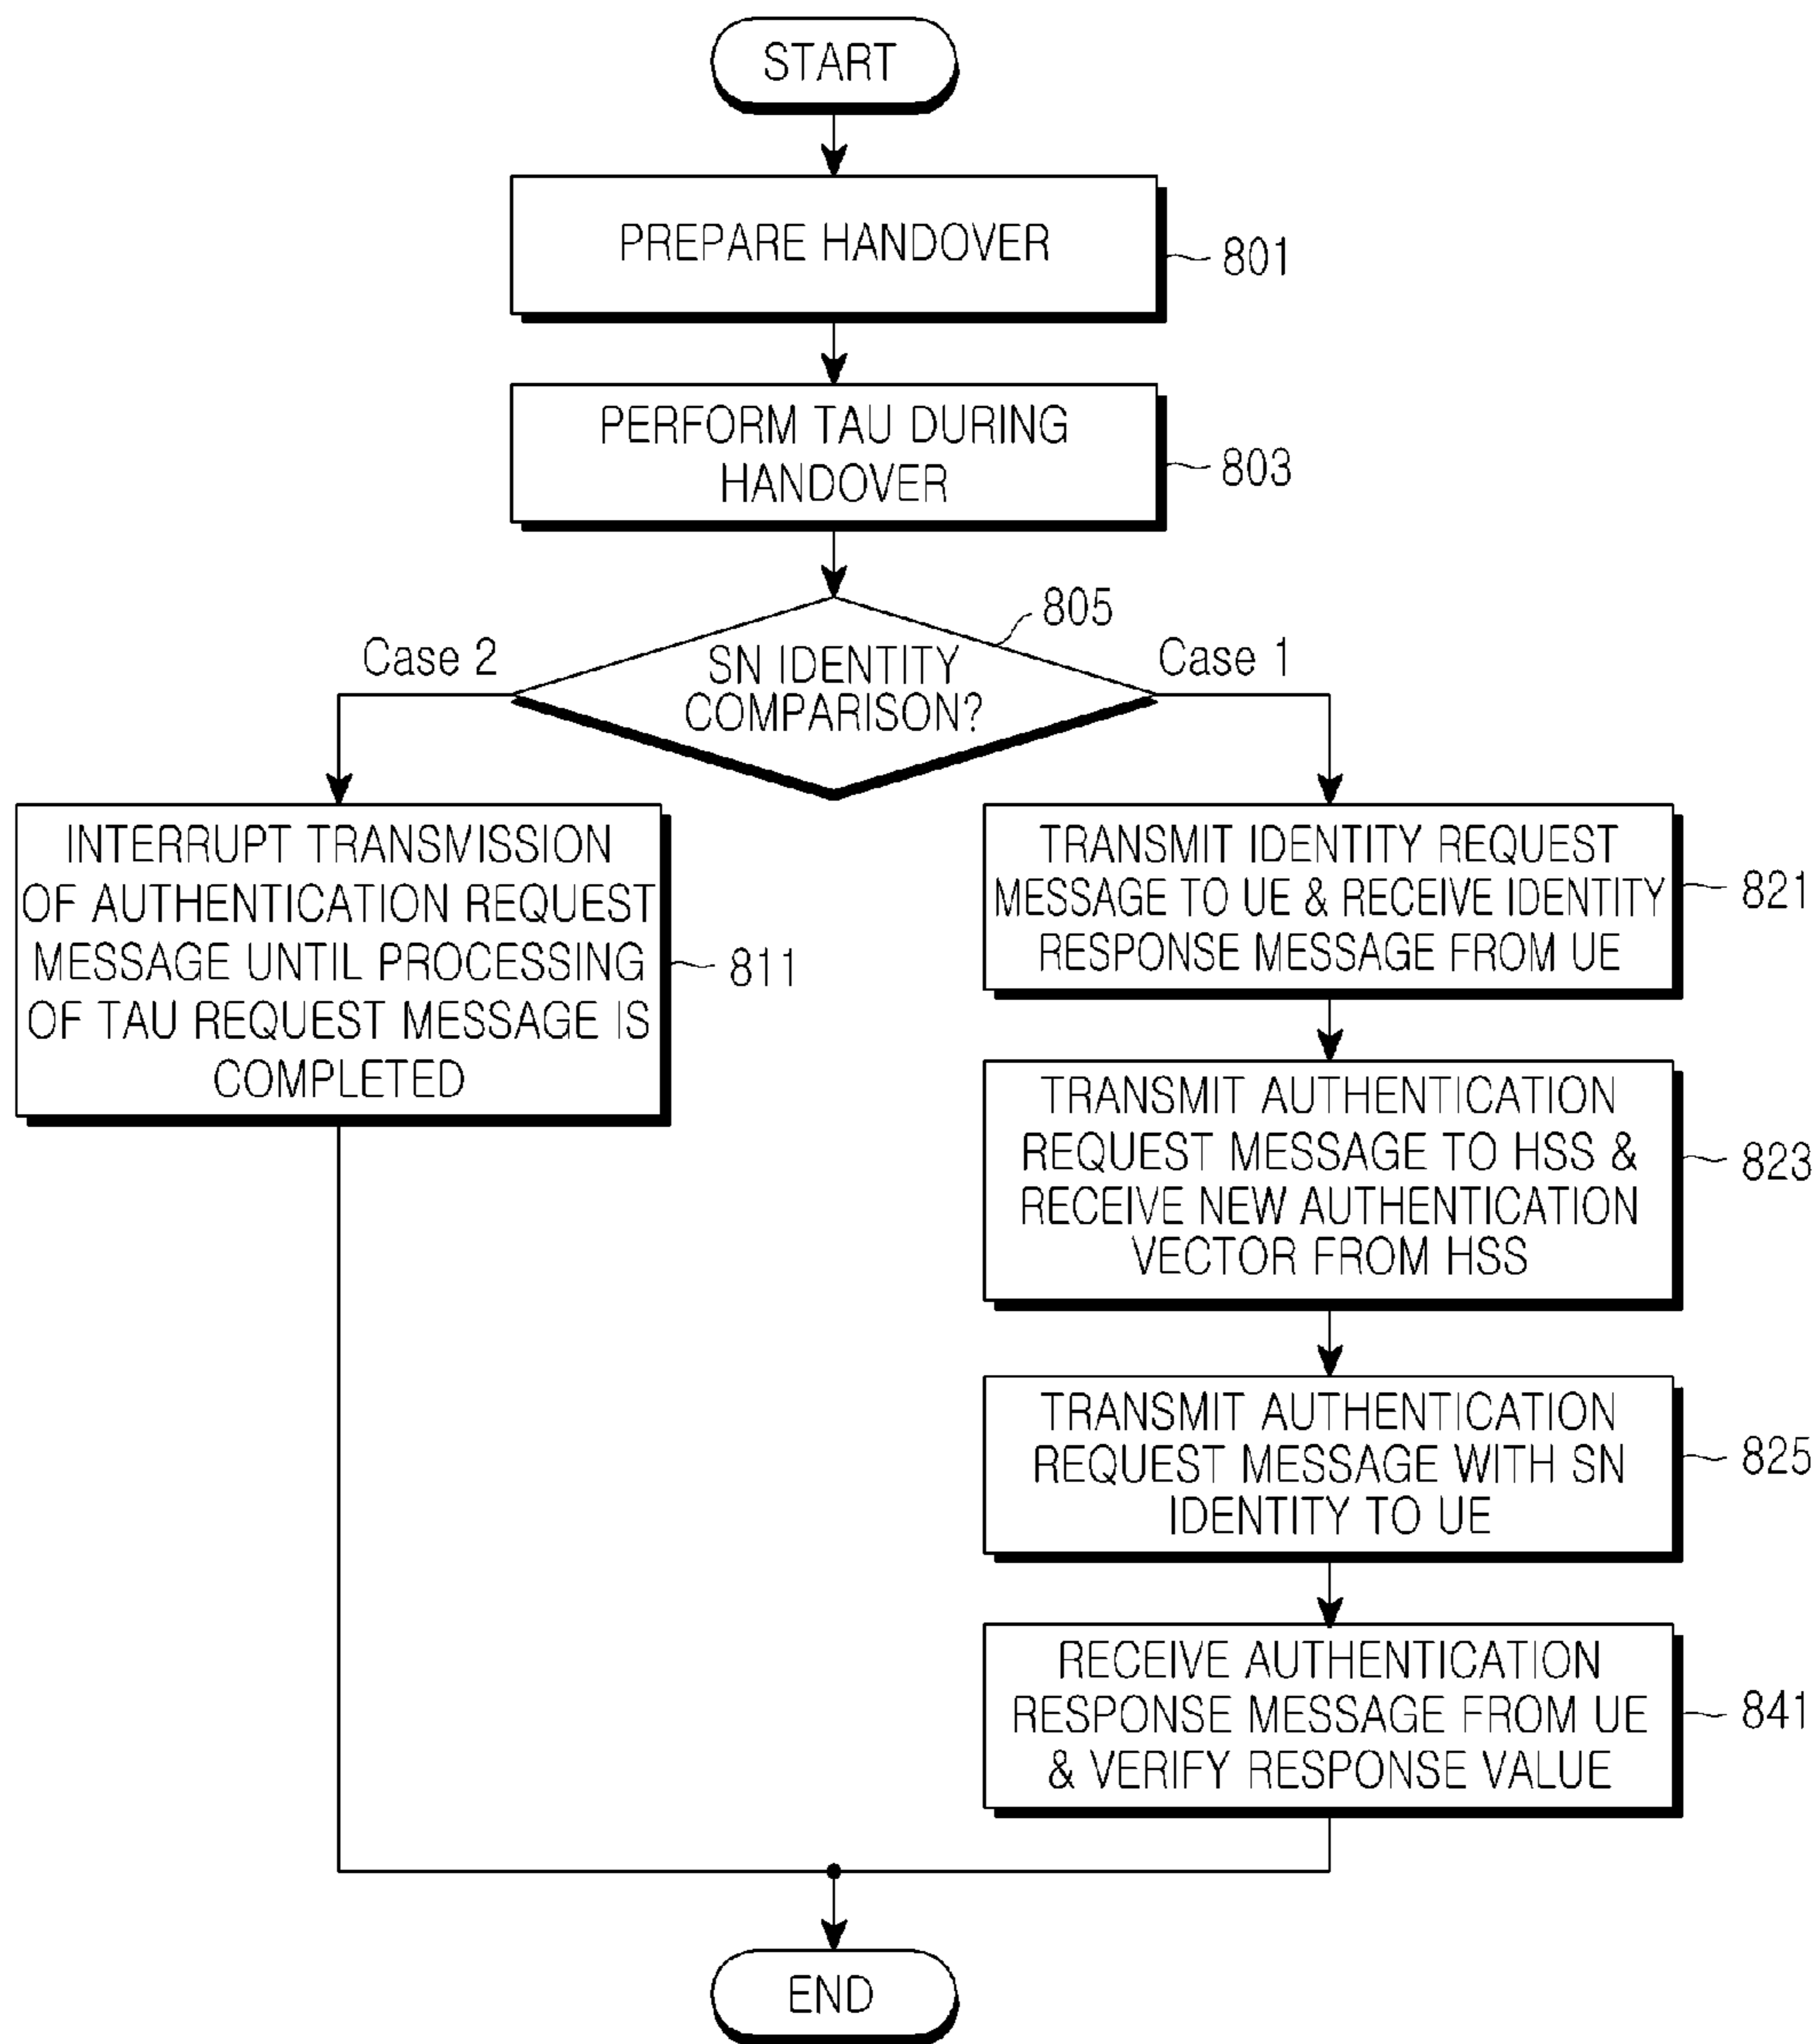 START
PREPARE HANDOVER
801
PERFORM TAU DURING
HANDOVER
803
805
Case 2
SN IDENTITY
COMPARISON?
Case 1
INTERRUPT TRANSMISSION
OF AUTHENTICATION REQUEST
MESSAGE UNTIL PROCESSING
OF TAU REQUEST MESSAGE IS
COMPLETED
811
TRANSMIT IDENTITY REQUEST
MESSAGE TO UE & RECEIVE IDENTITY
RESPONSE MESSAGE FROM UE
821
TRANSMIT AUTHENTICATION
REQUEST MESSAGE TO HSS &
RECEIVE NEW AUTHENTICATION
VECTOR FROM HSS
823
TRANSMIT AUTHENTICATION
REQUEST MESSAGE WITH SN
IDENTITY TO UE
825
RECEIVE AUTHENTICATION
RESPONSE MESSAGE FROM UE
& VERIFY RESPONSE VALUE
841
END